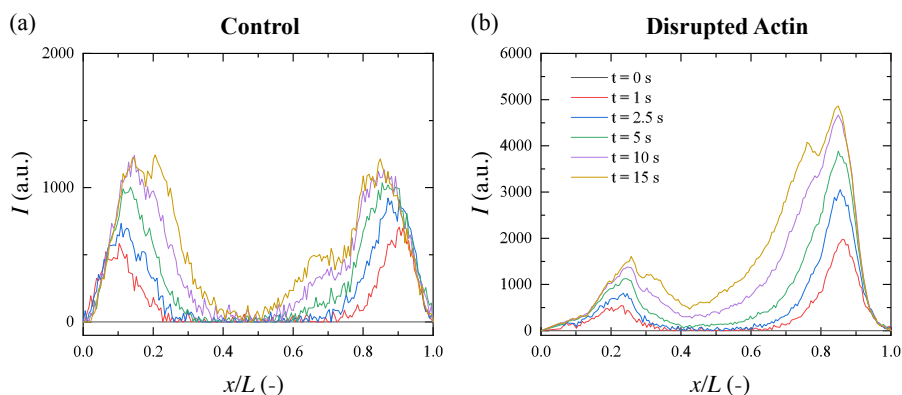 (a)
Control
2000
1000
0
I (a.u.)
0.0 0.2 0.4 0.6 0.8 1.0
x/L (-)
(b)
Disrupted Actin
6000
5000
4000
3000
2000
1000
0
I (a.u.)
t = 0 s
t = 1 s
t = 2.5 s
t = 5 s
t = 10 s
t = 15 s
0.0 0.2 0.4 0.6 0.8 1.0
x/L (-)